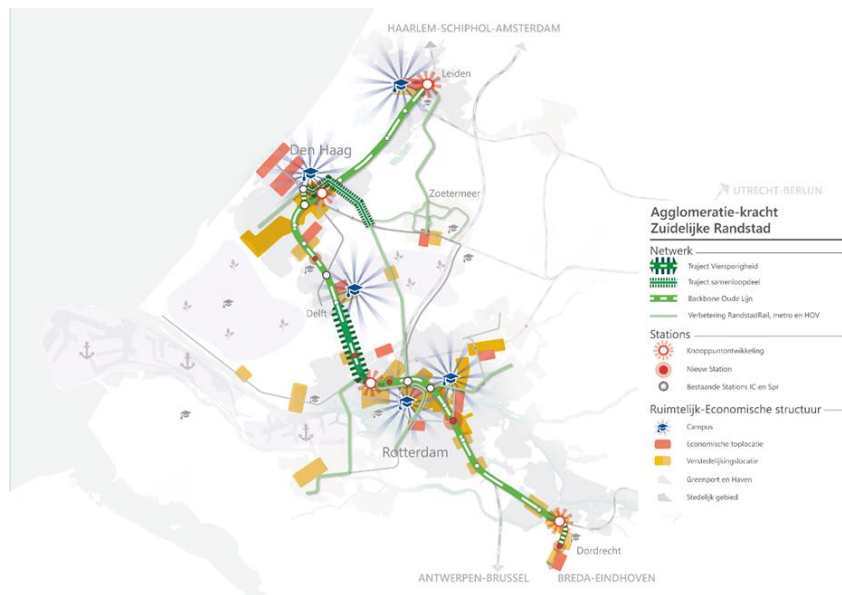 HAARLEM-SCHIPHOL-AMSTERDAM
Leiden
Den Haag
Zoetermeer
UTRECHT-BERLIJN
Delft
Rotterdam
Dordrecht
ANTWERPEN-BRUSSEL
BREDA-EINDHOVEN
Agglomeratie-kracht
Zuidelijke Randstad
Netwerk
Traject Viersporigheid
Traject samenloopdeel
Backbone Oude Lijn
Verbetering RandstadRail, metro en HOV
Stations
Knooppuntontwikkeling
Nieuw Station
Bestaande Stations IC en Spr
Ruimtelijk-Economische structuur
Campus
Economische toplocatie
Verstedelijkingslocatie
Greenport en Haven
Stedelijk gebied